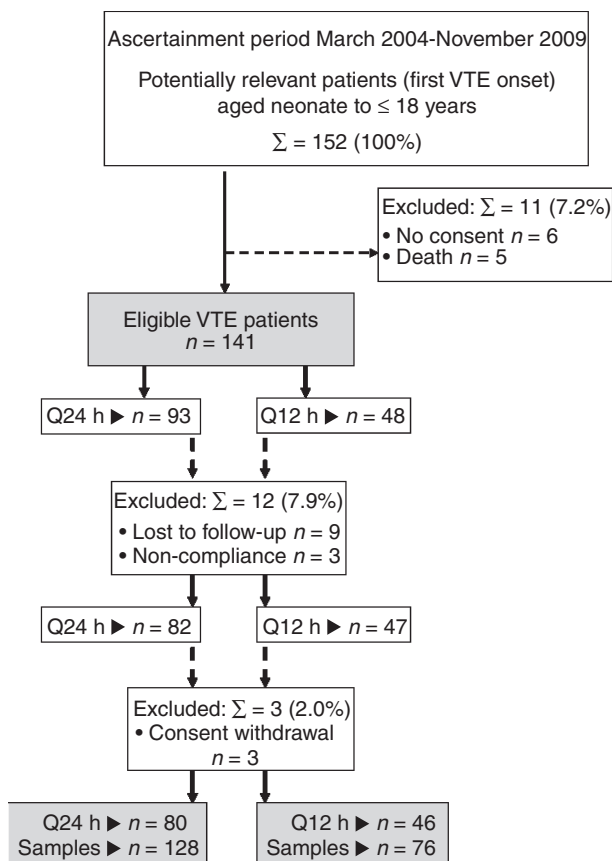 Ascertainment period March 2004-November 2009
Potentially relevant patients (first VTE onset)
aged neonate to ≤ 18 years
Σ = 152 (100%)
Excluded: Σ = 11 (7.2%)
• No consent n = 6
• Death n = 5
Eligible VTE patients
n = 141
Q24 h ▶ n = 93
Q12 h ▶ n = 48
Excluded: Σ = 12 (7.9%)
• Lost to follow-up n = 9
• Non-compliance n = 3
Q24 h ▶ n = 82
Q12 h ▶ n = 47
Excluded: Σ = 3 (2.0%)
• Consent withdrawal
n = 3
Q24 h ▶ n = 80
Samples ▶ n = 128
Q12 h ▶ n = 46
Samples ▶ n = 76